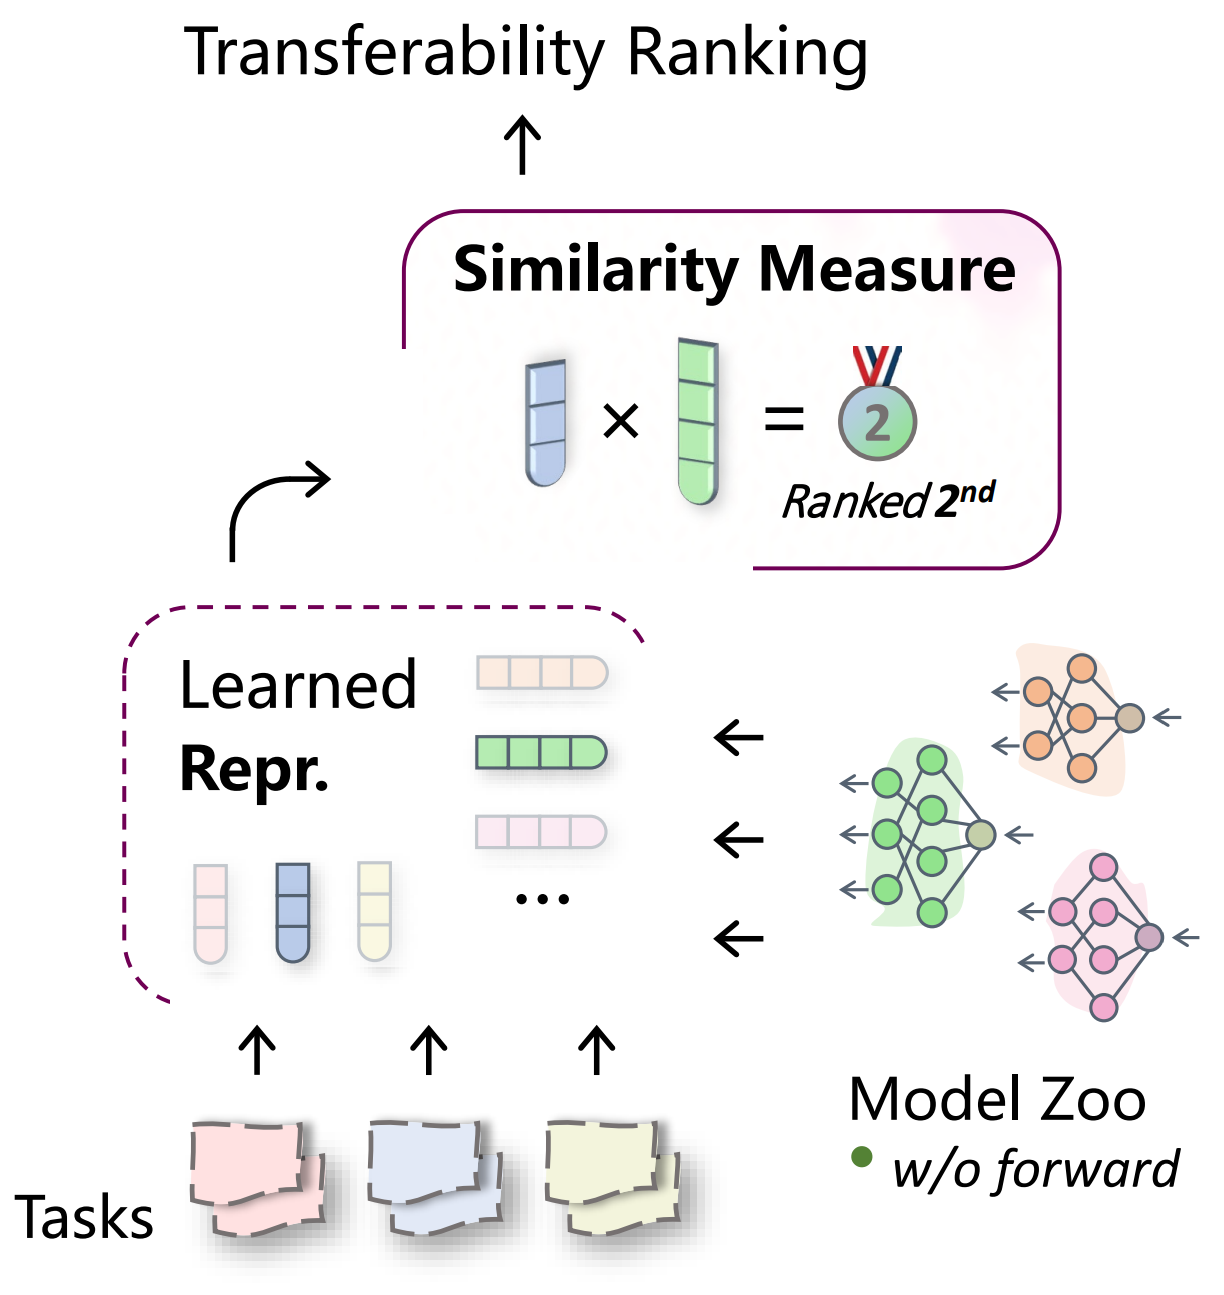 Transferability Ranking
Similarity Measure
× = 2
Ranked 2nd
Learned
Repr.
...
Model Zoo
• w/o forward
Tasks